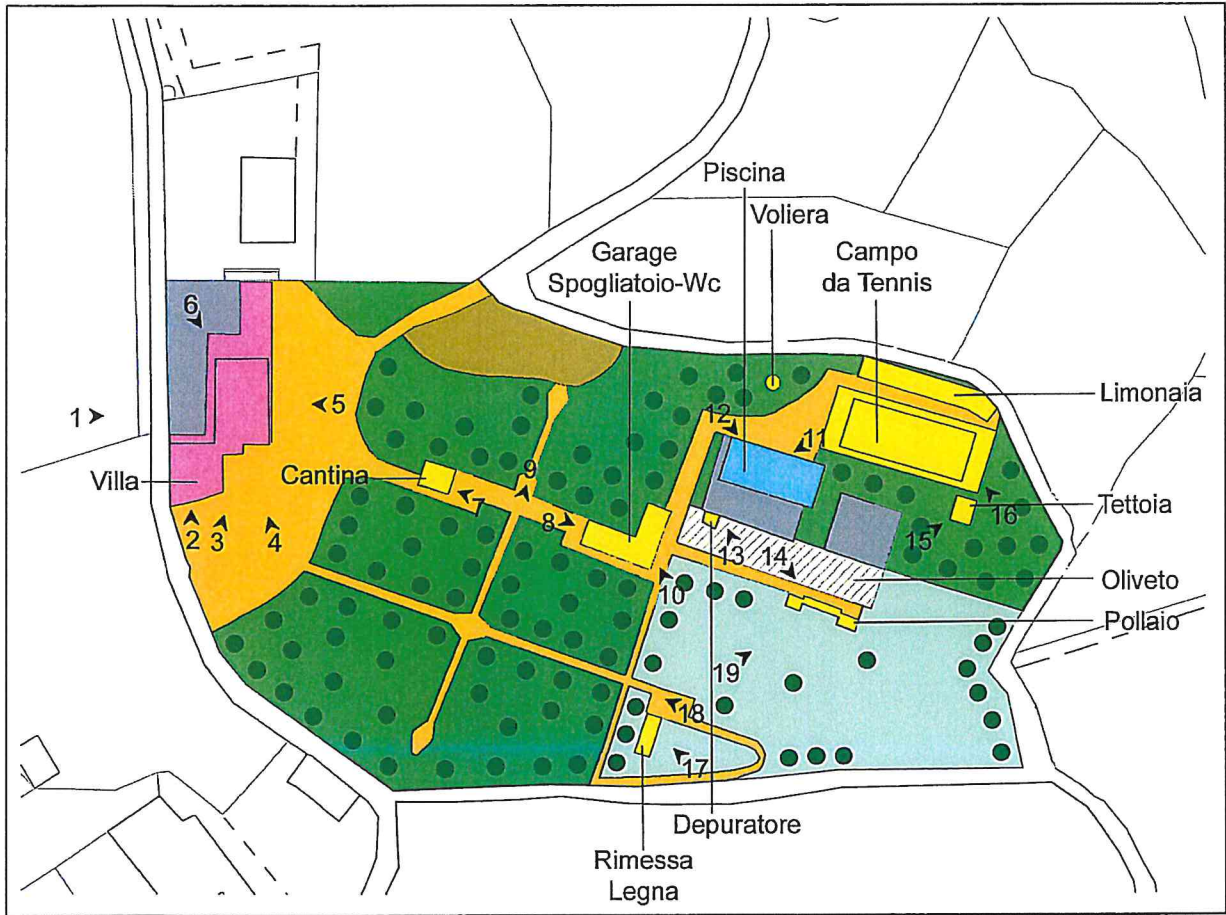 Piscina
Voliera
Garage
Spogliatoio-Wc
Campo
da Tennis
6
Limonaia
1
5
12
11
Villa
Cantina
9
7
8
Tettoia
16
2
3
4
15
13
14
Oliveto
10
Pollaio
19
18
17
Depuratore
Rimessa
Legna